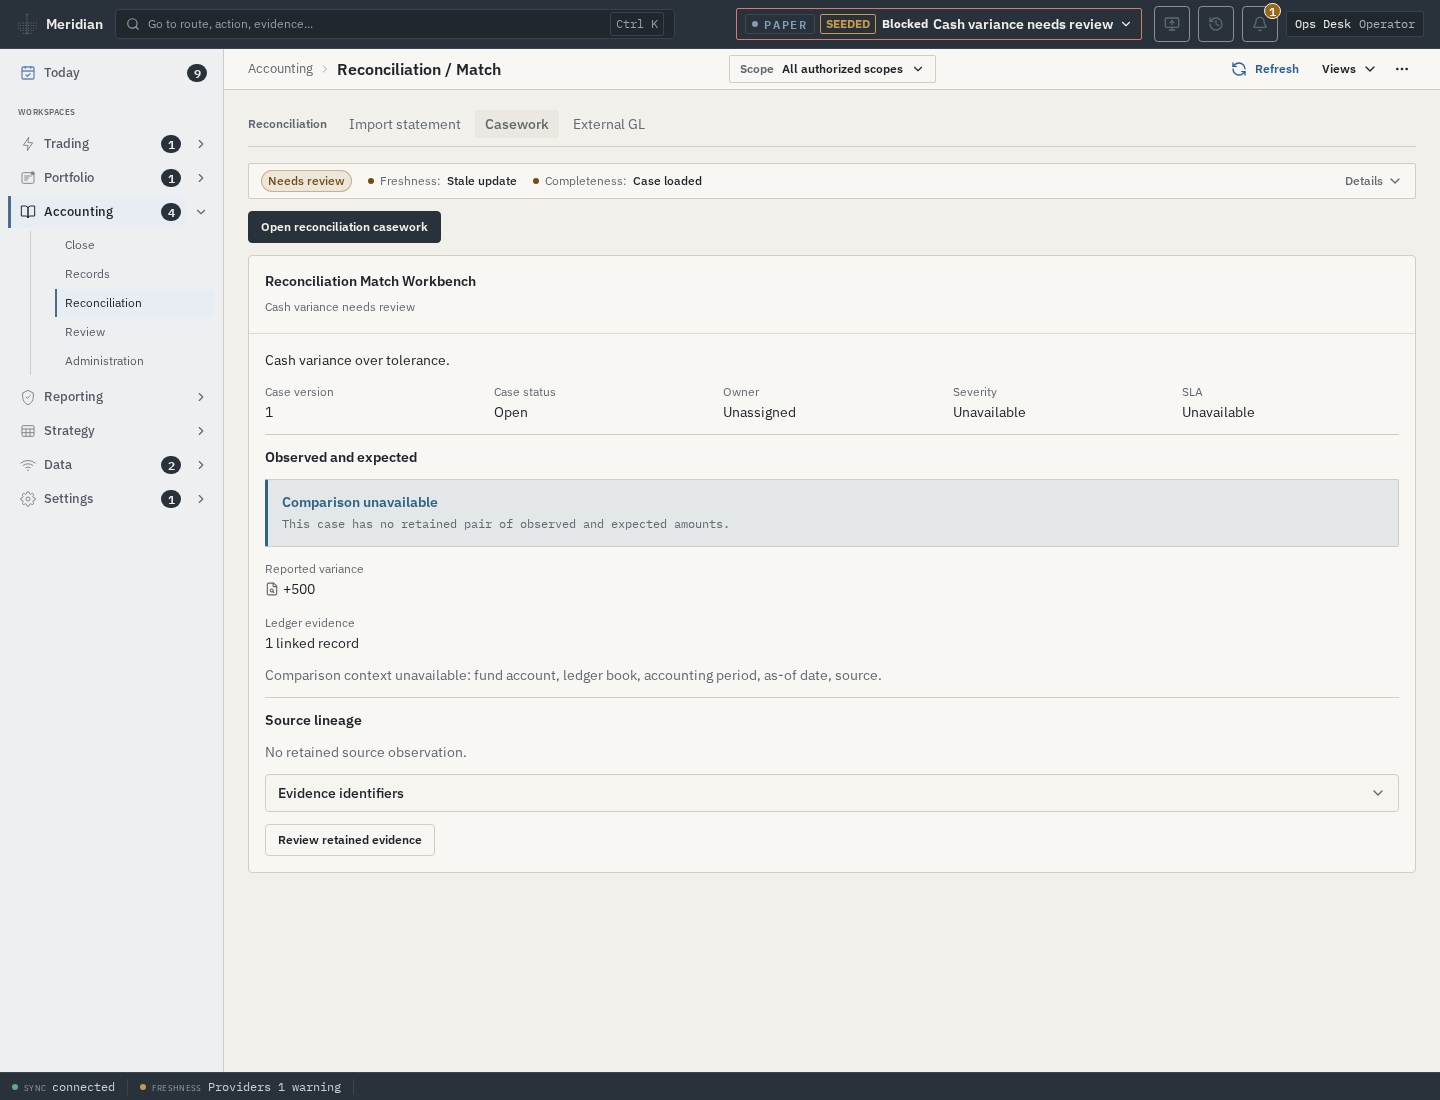 Meridian
Go to route, action, evidence...
Ctrl K
PAPER
SEEDED
Blocked Cash variance needs review
1
Ops Desk Operator
Today 9
WORKSPACES
Trading 1
Portfolio 1
Accounting 4
Close
Records
Reconciliation
Review
Administration
Reporting
Strategy
Data 2
Settings 1
Accounting
Reconciliation / Match
Scope All authorized scopes
Refresh
Views
Reconciliation
Import statement
Casework
External GL
Needs review
Freshness: Stale update
Completeness: Case loaded
Details
Open reconciliation casework
Reconciliation Match Workbench
Cash variance needs review
Cash variance over tolerance.
Case version
1
Case status
Open
Owner
Unassigned
Severity
Unavailable
SLA
Unavailable
Observed and expected
Comparison unavailable
This case has no retained pair of observed and expected amounts.
Reported variance
+500
Ledger evidence
1 linked record
Comparison context unavailable: fund account, ledger book, accounting period, as-of date, source.
Source lineage
No retained source observation.
Evidence identifiers
Review retained evidence
SYNC connected
FRESHNESS Providers 1 warning